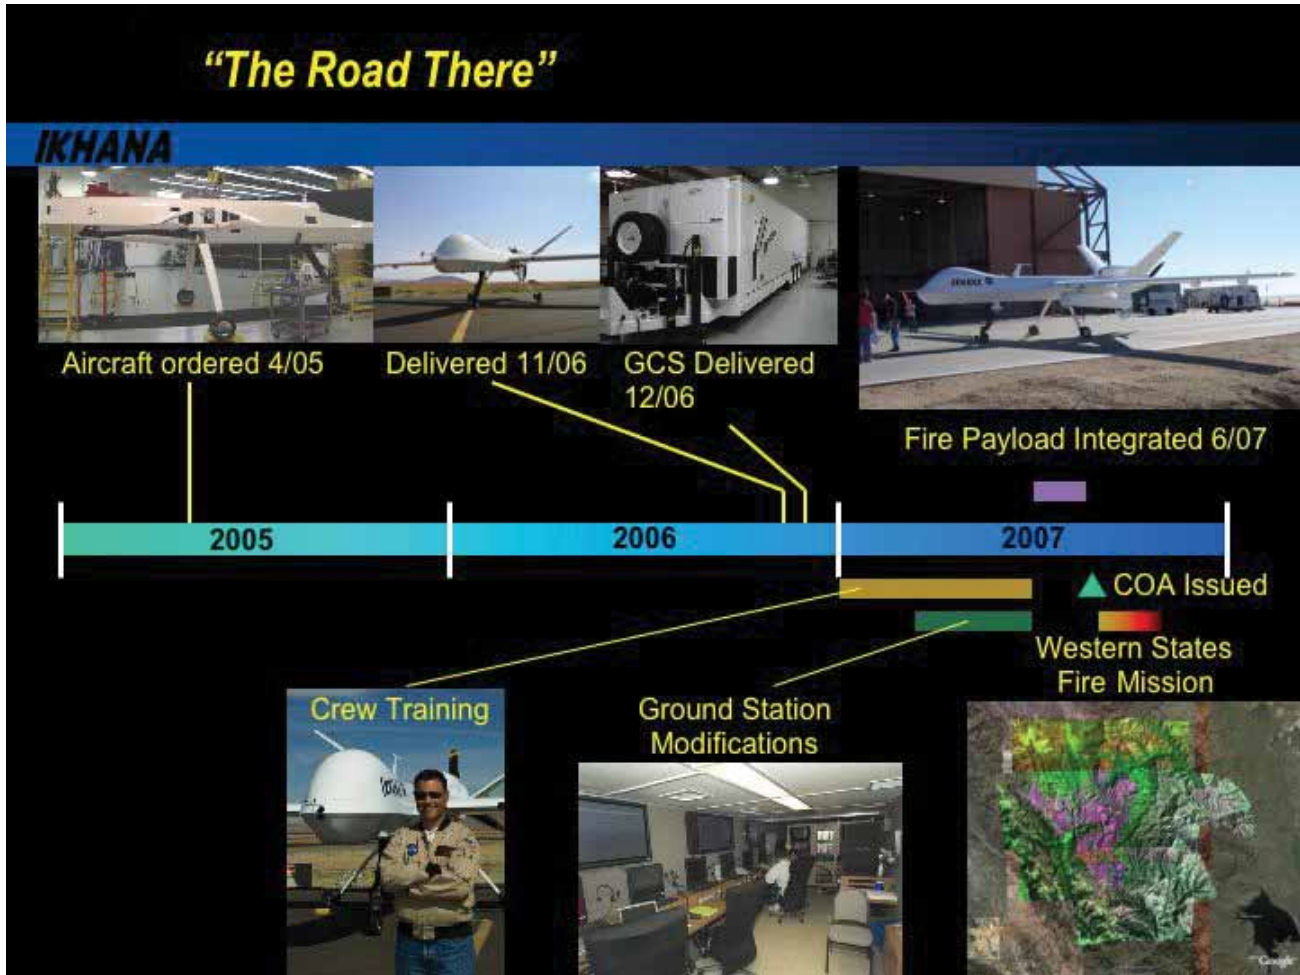 “The Road There”
IKHANA
Aircraft ordered 4/05
Delivered 11/06
GCS Delivered
12/06
Fire Payload Integrated 6/07
2005
2006
2007
COA Issued
Western States
Fire Mission
Crew Training
Ground Station
Modifications
Google